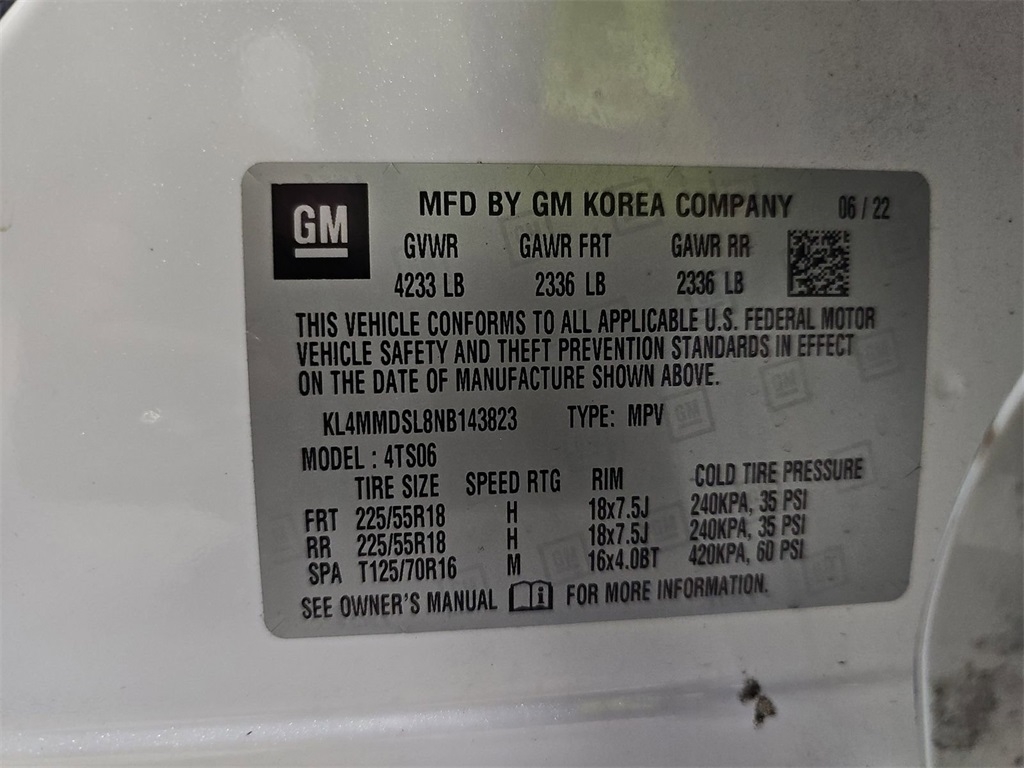 GM
MFD BY GM KOREA COMPANY 06 / 22
GVWR GAWR FRT GAWR RR
4233 LB 2336 LB 2336 LB
THIS VEHICLE CONFORMS TO ALL APPLICABLE U.S. FEDERAL MOTOR
VEHICLE SAFETY AND THEFT PREVENTION STANDARDS IN EFFECT
ON THE DATE OF MANUFACTURE SHOWN ABOVE.
KL4MMDSL8NB143823 TYPE: MPV
MODEL : 4TS06
TIRE SIZE SPEED RTG RIM COLD TIRE PRESSURE
FRT 225/55R18 H 18x7.5J 240KPA, 35 PSI
RR 225/55R18 H 18x7.5J 240KPA, 35 PSI
SPA T125/70R16 M 16x4.0BT 420KPA, 60 PSI
SEE OWNER'S MANUAL i FOR MORE INFORMATION.